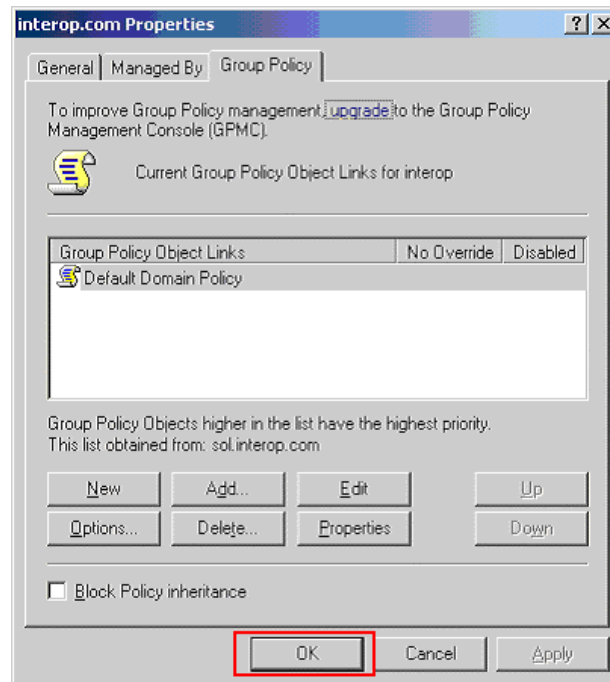 interop.com Properties
General Managed By Group Policy
To improve Group Policy management, upgrade to the Group Policy
Management Console (GPMC).
Current Group Policy Object Links for interop
Group Policy Object Links No Override Disabled
Default Domain Policy
Group Policy Objects higher in the list have the highest priority.
This list obtained from: sol.interop.com
New Add... Edit Up
Options... Delete... Properties Down
Block Policy inheritance
OK Cancel Apply